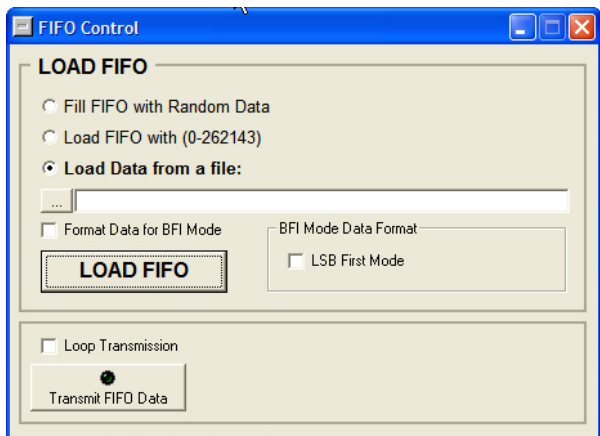 FIFO Control
LOAD FIFO
Fill FIFO with Random Data
Load FIFO with (0-262143)
Load Data from a file:
...
Format Data for BFI Mode
BFI Mode Data Format
LOAD FIFO
LSB First Mode
Loop Transmission
Transmit FIFO Data